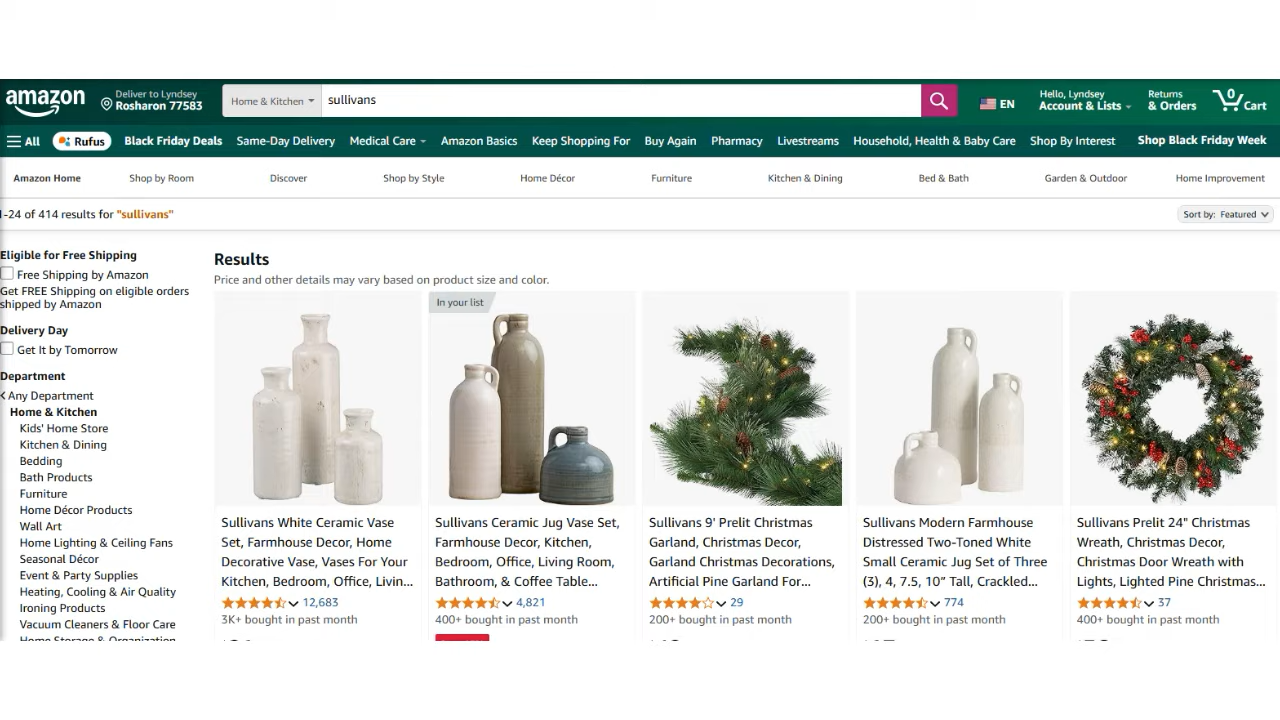 amazon
Deliver to Lyndsey
Rosharon 77583
Home & Kitchen
sullivans
EN
Hello, Lyndsey
Account & Lists
Returns
& Orders
0
Cart
All
Rufus
Black Friday Deals
Same-Day Delivery
Medical Care
Amazon Basics
Keep Shopping For
Buy Again
Pharmacy
Livestreams
Household, Health & Baby Care
Shop By Interest
Shop Black Friday Week
Amazon Home
Shop by Room
Discover
Shop by Style
Home Décor
Furniture
Kitchen & Dining
Bed & Bath
Garden & Outdoor
Home Improvement
1-24 of 414 results for "sullivans"
Sort by: Featured
Eligible for Free Shipping
Free Shipping by Amazon
Get FREE Shipping on eligible orders
shipped by Amazon
Delivery Day
Get It by Tomorrow
Department
Any Department
Home & Kitchen
Kids' Home Store
Kitchen & Dining
Bedding
Bath Products
Furniture
Home Décor Products
Wall Art
Home Lighting & Ceiling Fans
Seasonal Décor
Event & Party Supplies
Heating, Cooling & Air Quality
Ironing Products
Vacuum Cleaners & Floor Care
Home Storage & Organization
Results
Price and other details may vary based on product size and color.
Sullivans White Ceramic Vase
Set, Farmhouse Decor, Home
Decorative Vase, Vases For Your
Kitchen, Bedroom, Office, Livin...
12,683
3K+ bought in past month
In your list
Sullivans Ceramic Jug Vase Set,
Farmhouse Decor, Kitchen,
Bedroom, Office, Living Room,
Bathroom, & Coffee Table...
4,821
400+ bought in past month
Sullivans 9' Prelit Christmas
Garland, Christmas Decor,
Garland Christmas Decorations,
Artificial Pine Garland For...
29
200+ bought in past month
Sullivans Modern Farmhouse
Distressed Two-Toned White
Small Ceramic Jug Set of Three
(3), 4, 7.5, 10” Tall, Crackled...
774
200+ bought in past month
Sullivans Prelit 24" Christmas
Wreath, Christmas Decor,
Christmas Door Wreath with
Lights, Lighted Pine Christmas...
37
400+ bought in past month